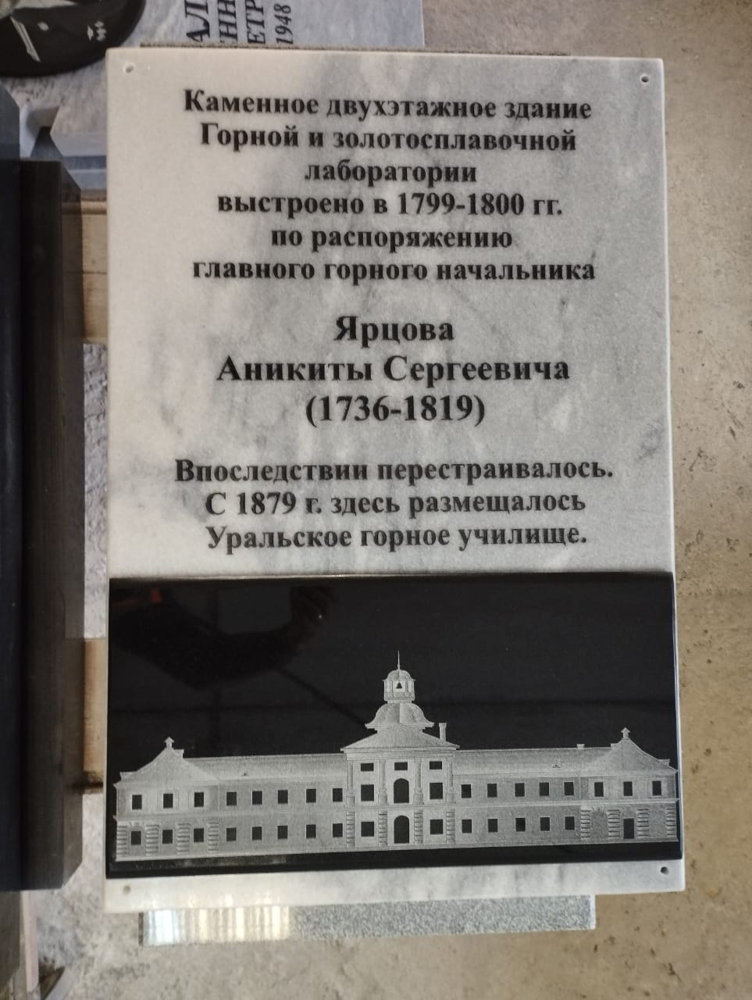 1948
Каменное двухэтажное здание
Горной и золотосплавочной
лаборатории
выстроено в 1799-1800 гг.
по распоряжению
главного горного начальника
Ярцова
Аникиты Сергеевича
(1736-1819)
Впоследствии перестраивалось.
С 1879 г. здесь размещалось
Уральское горное училище.